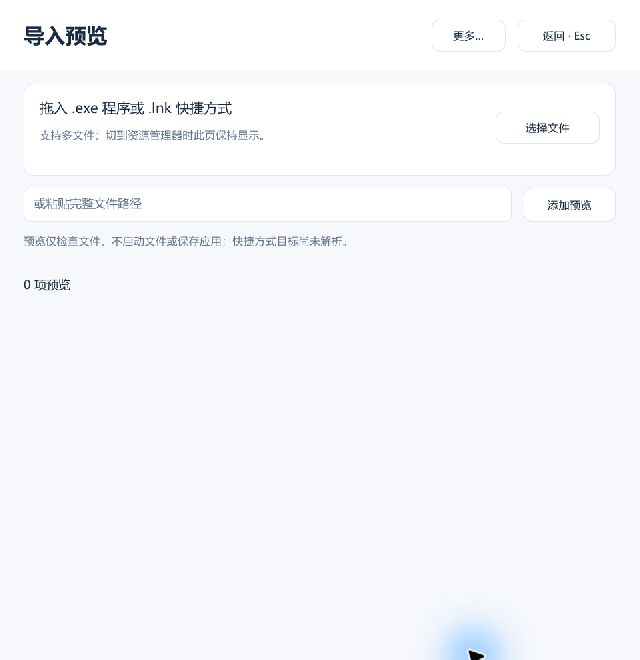 导入预览
更多...
返回 · Esc
拖入 .exe 程序或 .lnk 快捷方式
支持多文件；切到资源管理器时此页保持显示。
选择文件
或粘贴完整文件路径
添加预览
预览仅检查文件，不启动文件或保存应用；快捷方式目标尚未解析。
0 项预览